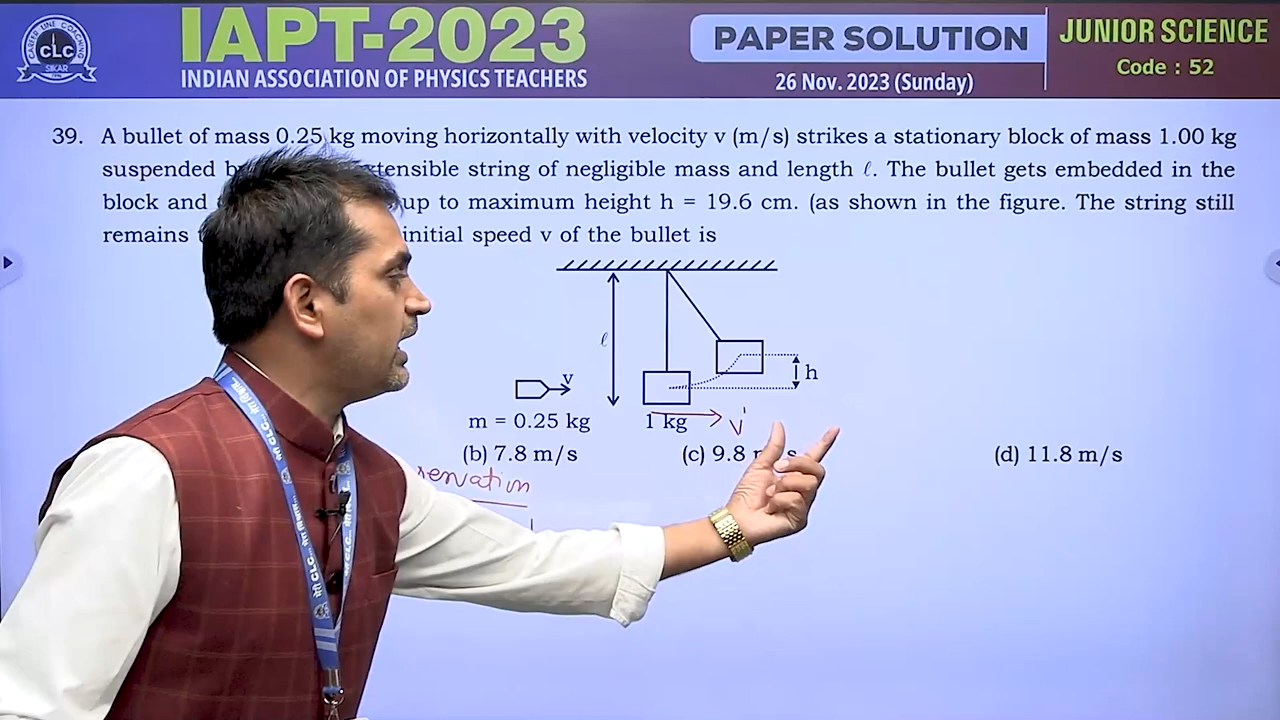 IAPT-2023
INDIAN ASSOCIATION OF PHYSICS TEACHERS
PAPER SOLUTION
26 Nov. 2023 (Sunday)
JUNIOR SCIENCE
Code : 52
CAREER LINE COACHING
CLC
SIKAR
39. A bullet of mass 0.25 kg moving horizontally with velocity v (m/s) strikes a stationary block of mass 1.00 kg
suspended tensible string of negligible mass and length ℓ. The bullet gets embedded in the
block and up to maximum height h = 19.6 cm. (as shown in the figure. The string still
remains initial speed v of the bullet is
ℓ
v
h
m = 0.25 kg
1 kg
v'
(b) 7.8 m/s (c) 9.8 (d) 11.8 m/s
servation